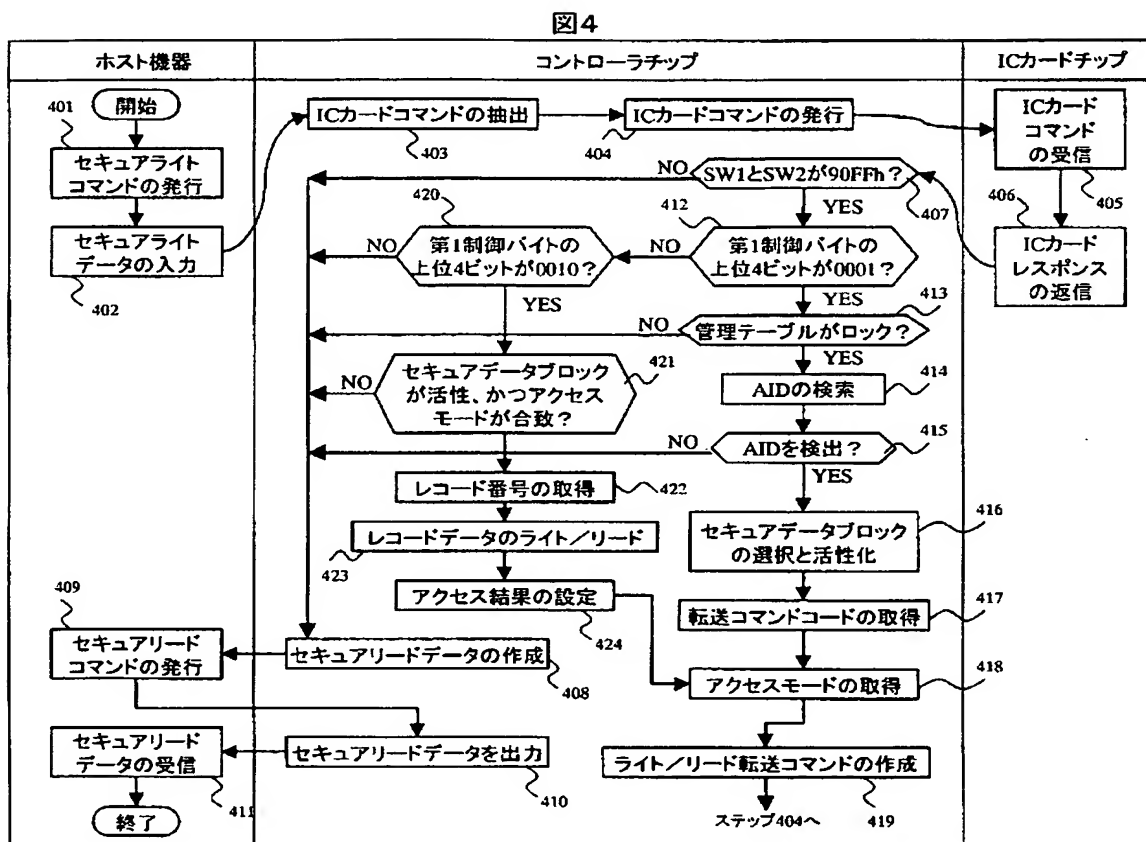 図4
ホスト機器
コントローラチップ
ICカードチップ
401
開始
セキュアライト
コマンドの発行
セキュアライト
データの入力
402
ICカードコマンドの抽出
403
ICカードコマンドの発行
404
ICカード
コマンド
の受信
405
406
ICカード
レスポンス
の返信
NO
SW1とSW2が90FFh?
407
YES
420
412
NO
第1制御バイトの
上位4ビットが0010?
NO
第1制御バイトの
上位4ビットが0001?
YES
YES
413
NO
管理テーブルがロック?
YES
NO
セキュアデータブロック
が活性、かつアクセス
モードが合致?
421
AIDの検索
414
NO
AIDを検出?
415
YES
レコード番号の取得
422
セキュアデータブロック
の選択と活性化
416
レコードデータのライト/リード
423
アクセス結果の設定
424
転送コマンドコードの取得
417
409
セキュアリード
コマンドの発行
セキュアリードデータの作成
408
アクセスモードの取得
418
セキュアリード
データの受信
411
セキュアリードデータを出力
410
ライト/リード転送コマンドの作成
419
終了
ステップ404へ